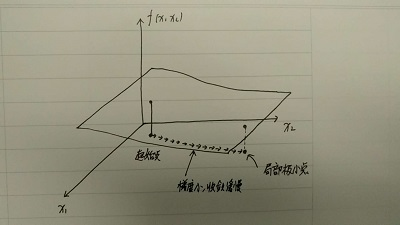 f(x₁ x₂)
x₂
起始点
局部极小点
梯度小、收敛缓慢
x₁